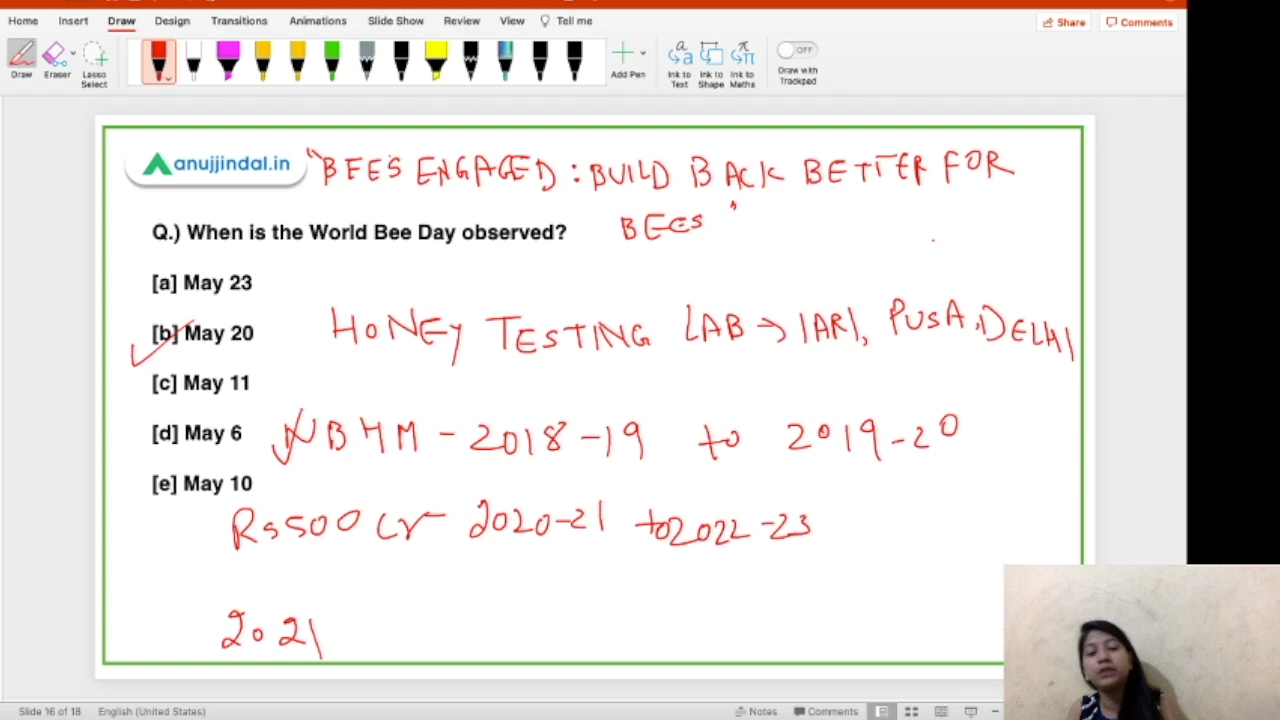 Home Insert Draw Design Transitions Animations Slide Show Review View Tell me Share Comments
Draw Eraser Lasso Select Add Pen Ink to Text Ink to Shape Ink to Maths OFF Draw with Trackpad
anujjindal.in "BEES ENGAGED : BUILD BACK BETTER FOR
BEES"
Q.) When is the World Bee Day observed?
[a] May 23
[b] May 20
HONEY TESTING LAB → IARI, PUSA, DELHI
[c] May 11
[d] May 6
NBHM - 2018-19 to 2019-20
[e] May 10
Rs 500 cr 2020-21 to 2022-23
2021
Slide 16 of 18 English (United States) Notes Comments